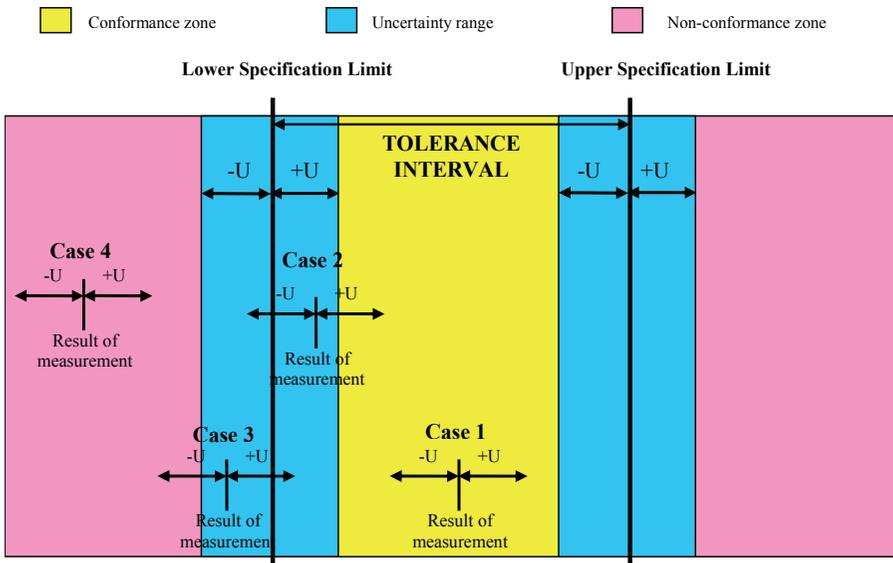 Conformance zone
Uncertainty range
Non-conformance zone
Lower Specification Limit
Upper Specification Limit
TOLERANCE
INTERVAL
-U
+U
-U
+U
Case 4
-U
+U
Result of
measurement
Case 2
-U
+U
Result of
measurement
Case 3
-U
+U
Result of
measurement
Case 1
-U
+U
Result of
measurement